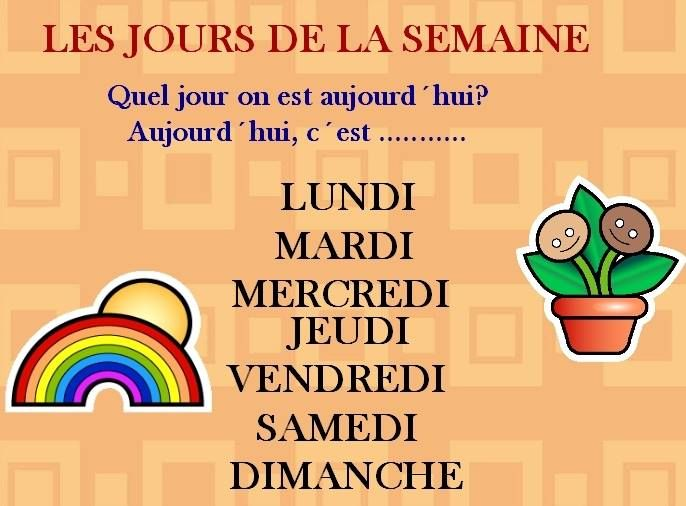 LES JOURS DE LA SEMAINE
Quel jour on est aujourd´hui?
Aujourd´hui, c´est ...........
LUNDI
MARDI
MERCREDI
JEUDI
VENDREDI
SAMEDI
DIMANCHE